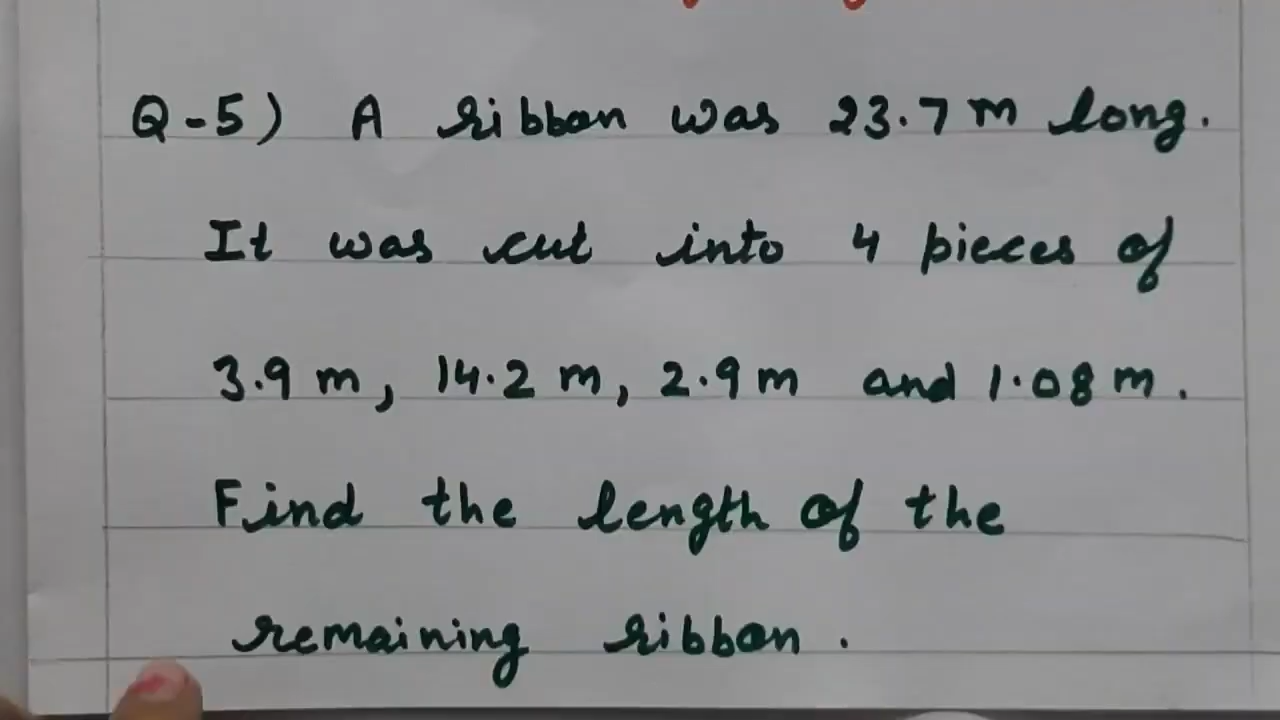 Q-5) A ribbon was 23.7 m long.
It was cut into 4 pieces of
3.9 m, 14.2 m, 2.9 m and 1.08 m.
Find the length of the
remaining ribbon.